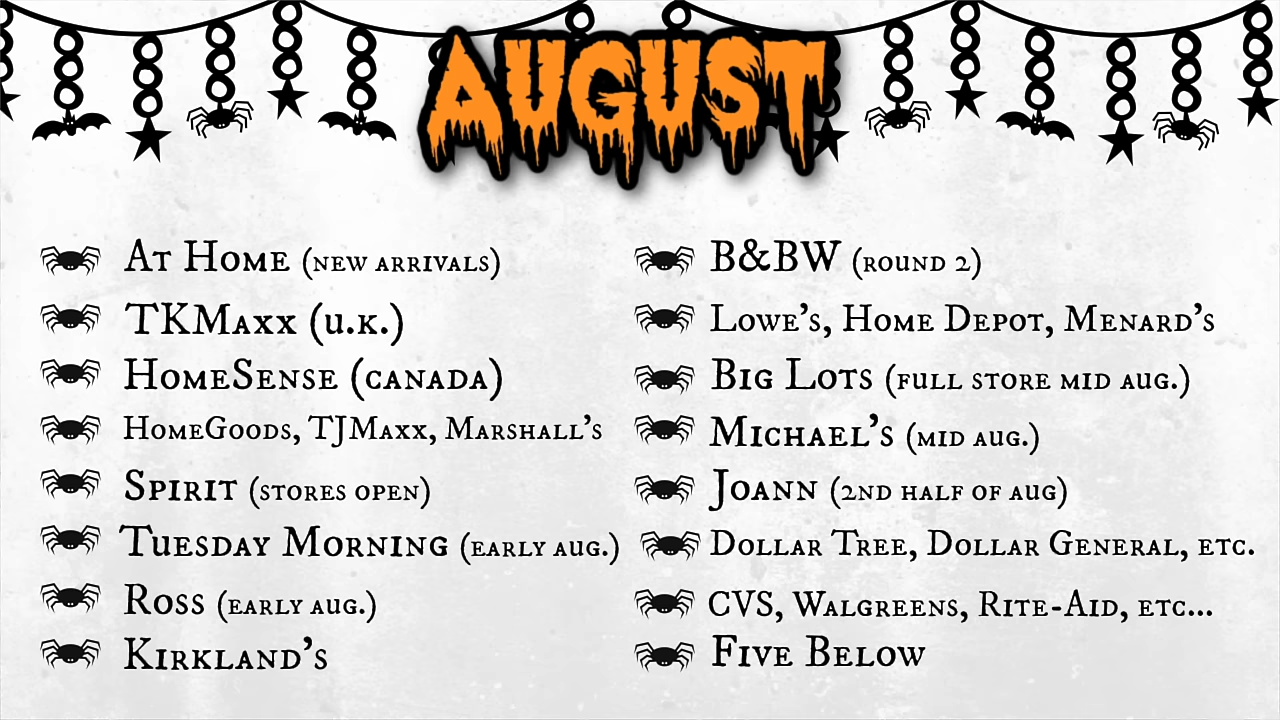 August
At Home (new arrivals)
TKMaxx (u.k.)
HomeSense (canada)
HomeGoods, TJMaxx, Marshall's
Spirit (stores open)
Tuesday Morning (early aug.)
Ross (early aug.)
Kirkland's
B&BW (round 2)
Lowe's, Home Depot, Menard's
Big Lots (full store mid aug.)
Michael's (mid aug.)
Joann (2nd half of aug)
Dollar Tree, Dollar General, etc.
CVS, Walgreens, Rite-Aid, etc...
Five Below